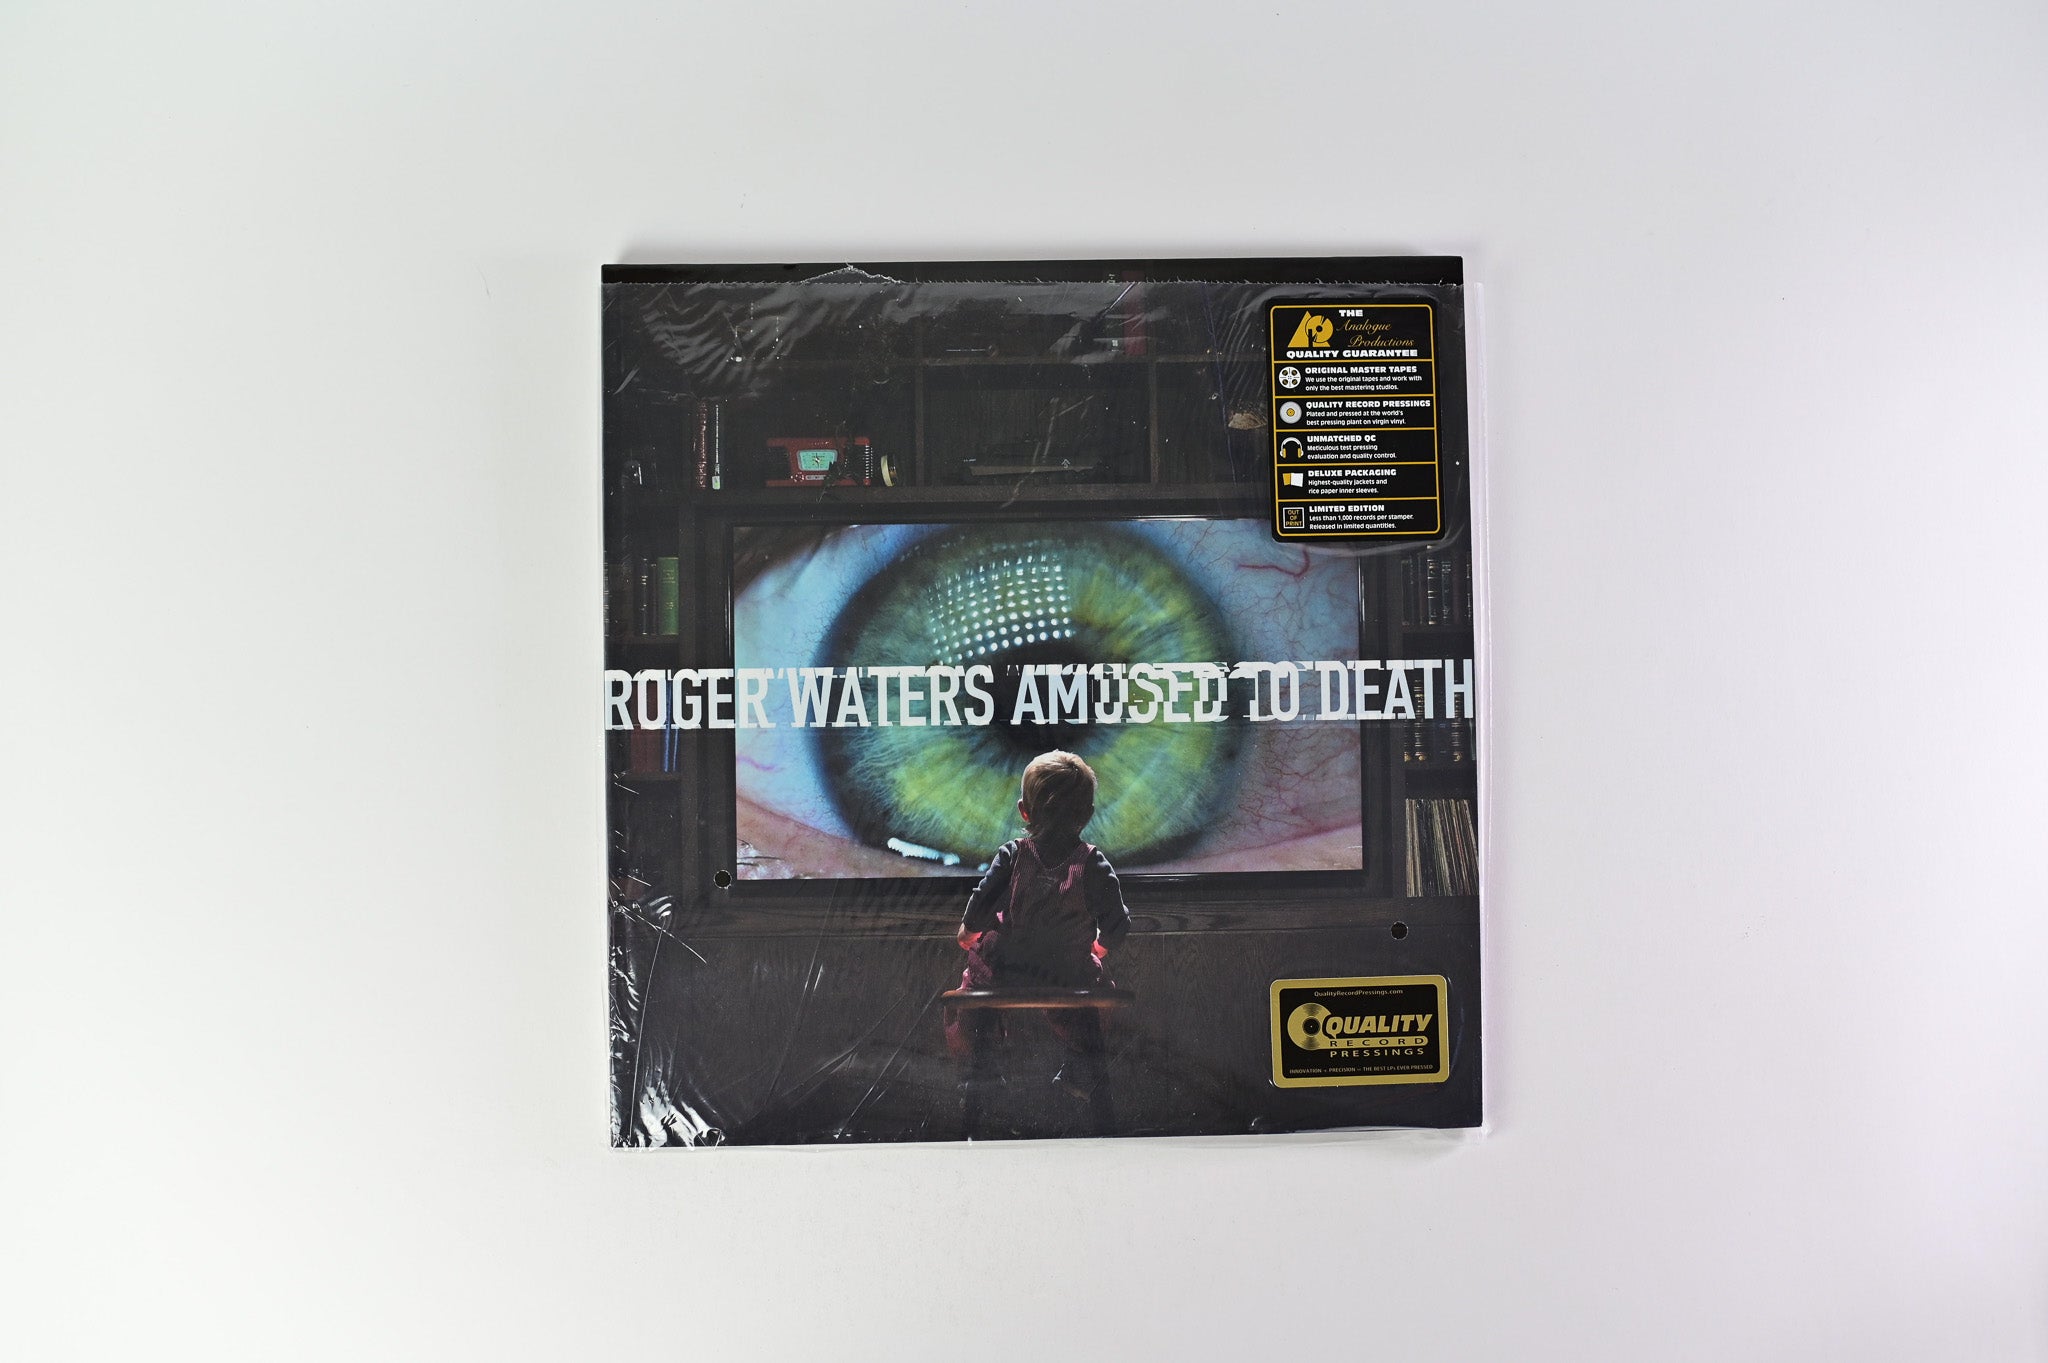 THE
Analogue
Productions
QUALITY GUARANTEE
ORIGINAL MASTER TAPES
We use the original tapes and work with
only the best mastering studios.
QUALITY RECORD PRESSINGS
Plated and pressed at the world's
best pressing plant on virgin vinyl.
UNMATCHED QC
Meticulous test pressing
evaluation and quality control.
DELUXE PACKAGING
Highest-quality jackets and
rice paper inner sleeves.
OUT
OF
PRINT
LIMITED EDITION
Less than 1,000 records per stamper.
Released in limited quantities.
ROGER WATERS AMUSED TO DEATH
QualityRecordPressings.com
QUALITY
RECORD
PRESSINGS
INNOVATION + PRECISION — THE BEST LPs EVER PRESSED